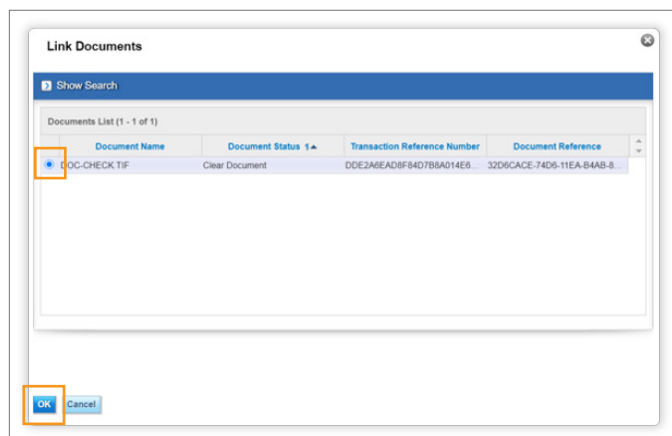 Link Documents
Show Search
Documents List (1 - 1 of 1)
Document Name Document Status 1 Transaction Reference Number Document Reference
DOC-CHECK TIF Clear Document DDE2A6EAD8F84D7B8A014E6... 32D6CACE-74D6-11EA-B4AB-8...
OK Cancel